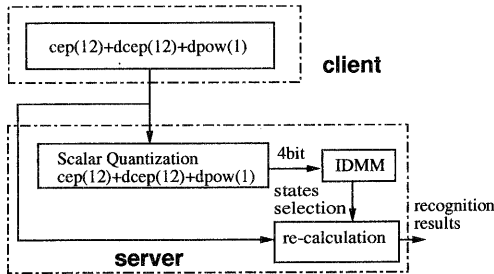 cep(12)+dcep(12)+dpow(1)
client
Scalar Quantization
cep(12)+dcep(12)+dpow(1)
4bit
IDMM
states
selection
re-calculation
recognition
results
server